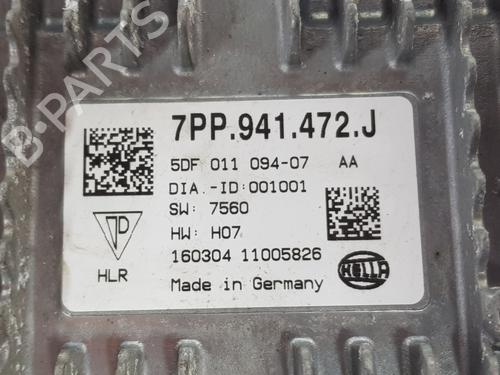 B-PARTS
7PP.941.472.J
5DF 011 094-07 AA
DIA.-ID:001001
SW: 7560
HW: H07
160304 11005826
Made in Germany
HLR
HELLA